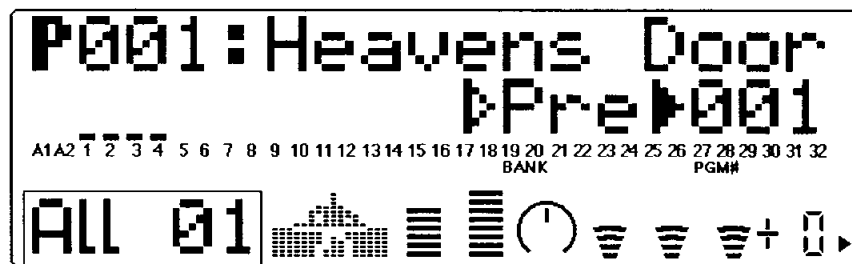 P001:Heavens Door
▷Pre▶001
A1 A2 1 2 3 4 5 6 7 8 9 10 11 12 13 14 15 16 17 18 19 20 21 22 23 24 25 26 27 28 29 30 31 32
BANK PGM#
All 01 + 0 ▶